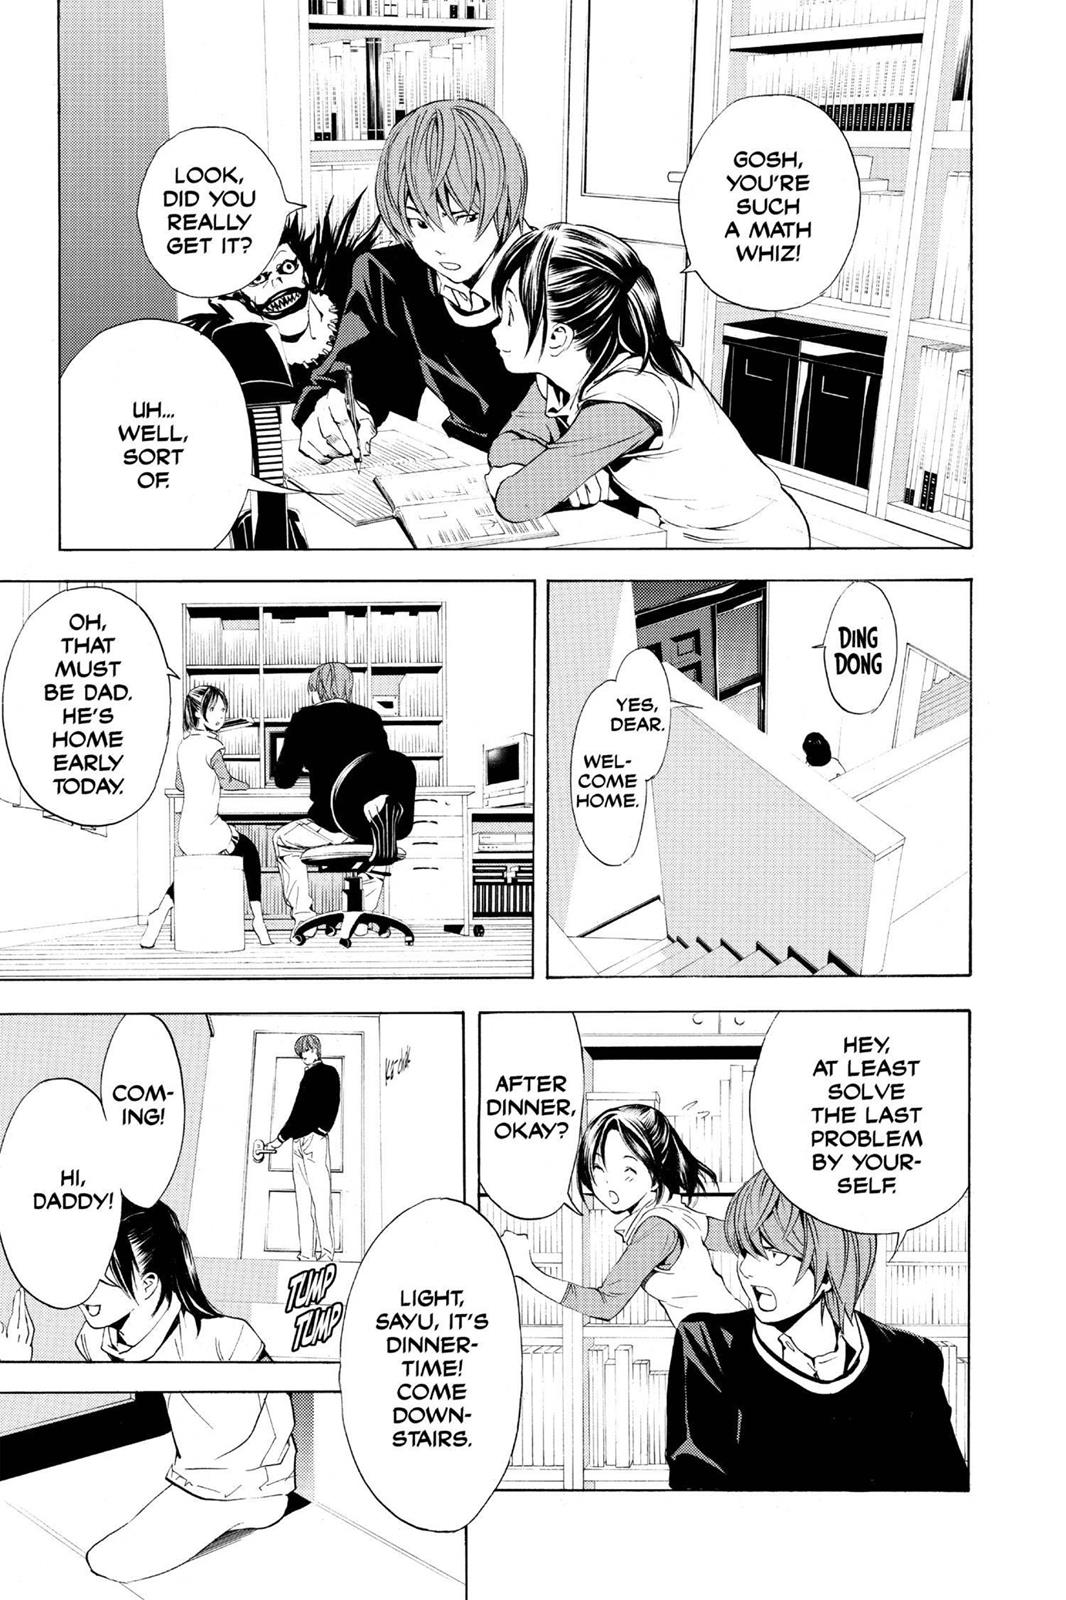 GOSH,
YOU'RE
SUCH
A MATH
WHIZ!
LOOK,
DID YOU
REALLY
GET IT?
UH...
WELL,
SORT
OF.
DING
DONG
YES,
DEAR.
WEL-
COME
HOME.
OH,
THAT
MUST
BE DAD.
HE'S
HOME
EARLY
TODAY.
HEY,
AT LEAST
SOLVE
THE LAST
PROBLEM
BY YOUR-
SELF.
AFTER
DINNER,
OKAY?
LIGHT,
SAYU, IT'S
DINNER-
TIME!
COME
DOWN-
STAIRS.
COM-
ING!
TUMP
TUMP
HI,
DADDY!